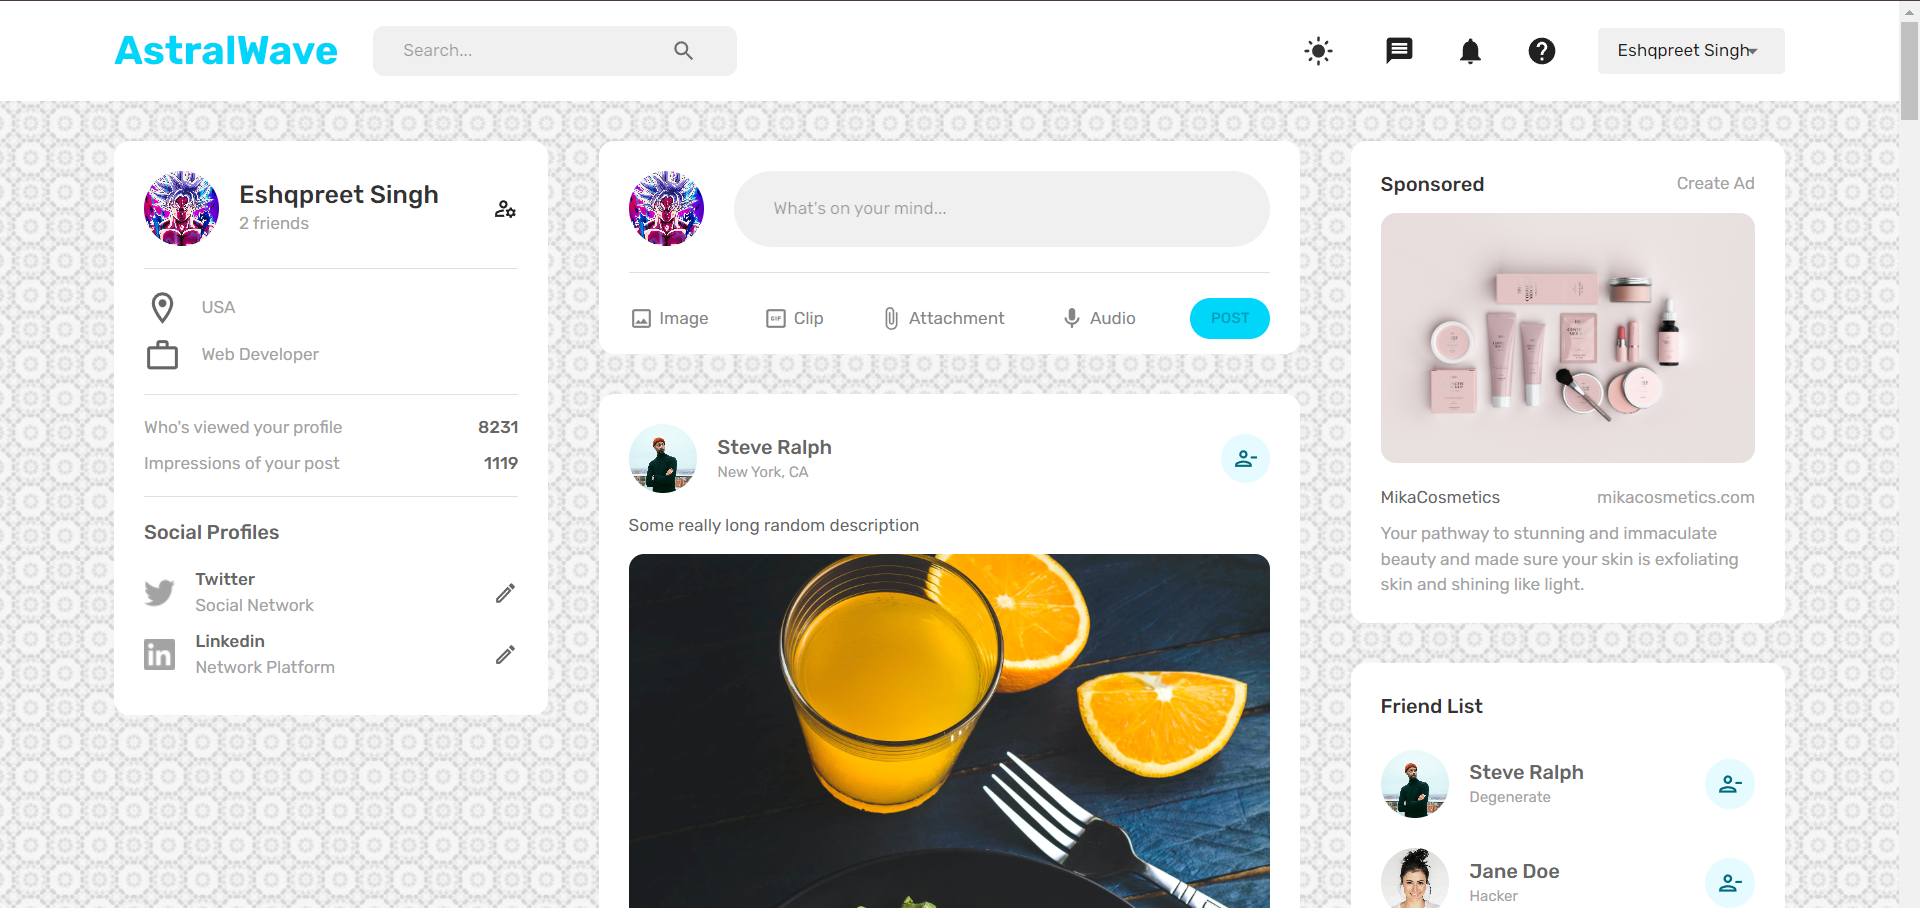 AstralWave
Search...
Eshqpreet Singh
Eshqpreet Singh
2 friends
USA
Web Developer
Who's viewed your profile 8231
Impressions of your post 1119
Social Profiles
Twitter
Social Network
Linkedin
Network Platform
What's on your mind...
Image
GIF
Clip
Attachment
Audio
POST
Steve Ralph
New York, CA
Some really long random description
Sponsored
Create Ad
MikaCosmetics
mikacosmetics.com
Your pathway to stunning and immaculate
beauty and made sure your skin is exfoliating
skin and shining like light.
Friend List
Steve Ralph
Degenerate
Jane Doe
Hacker